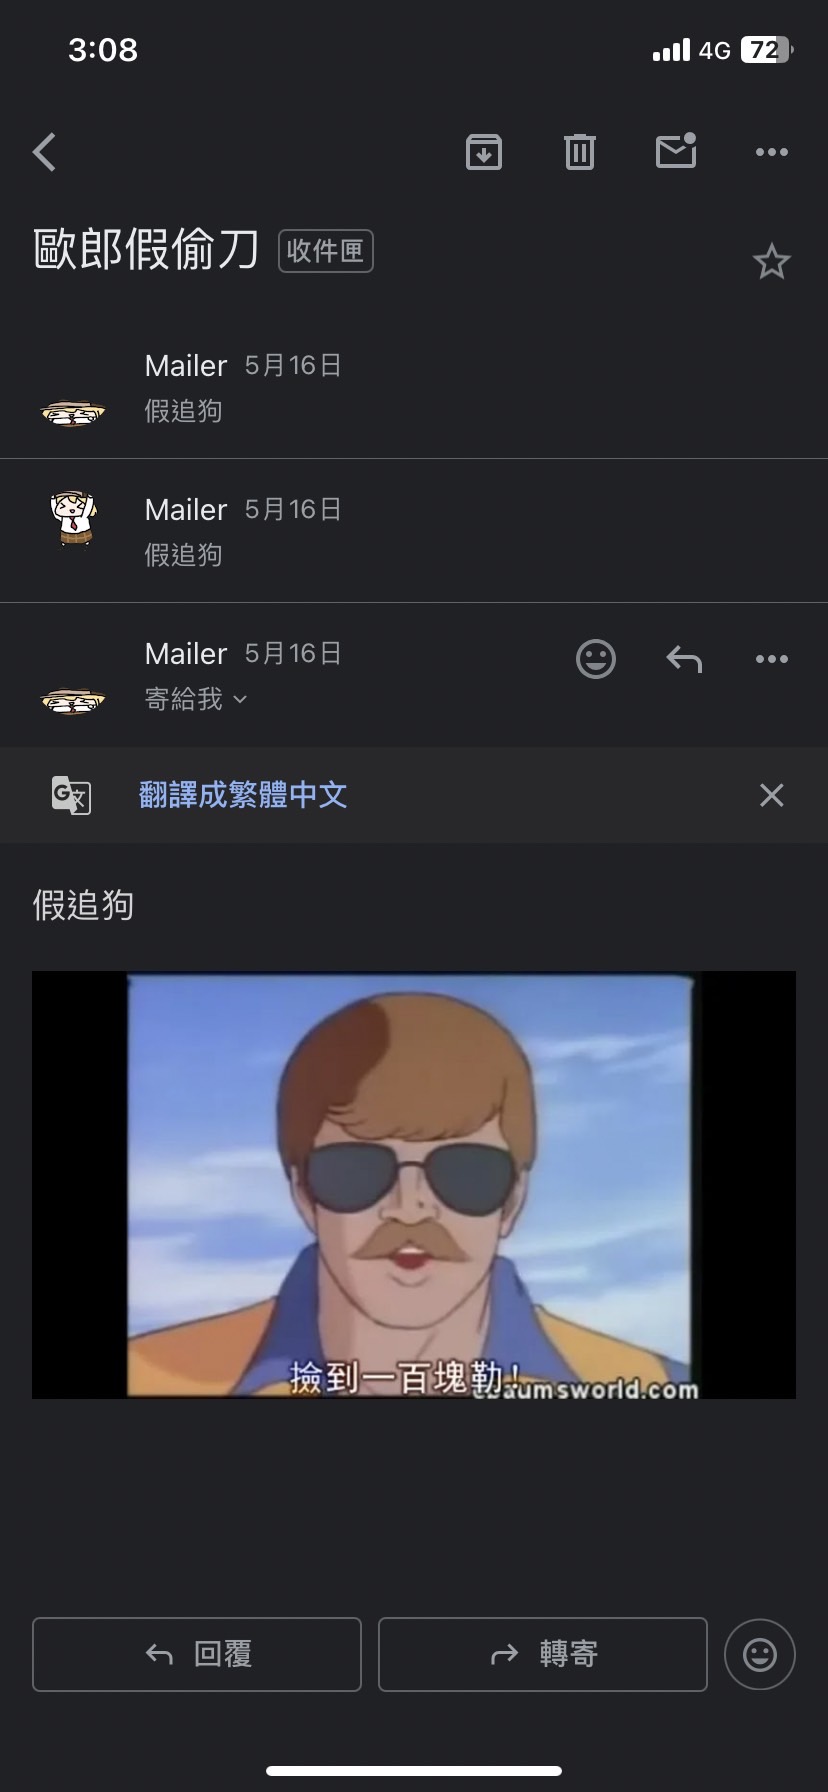 3:08
4G 72
歐郎假偷刀 收件匣
Mailer 5月16日
假追狗
Mailer 5月16日
假追狗
Mailer 5月16日
寄給我
G文
翻譯成繁體中文
假追狗
撿到一百塊勒!
ebaumsworld.com
回覆
轉寄